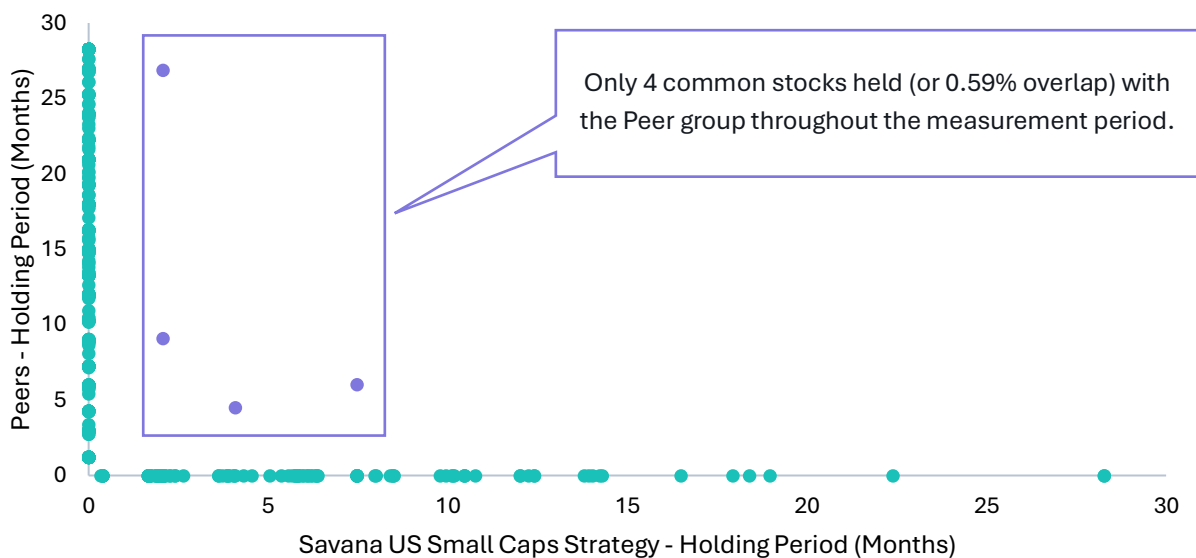 30
Only 4 common stocks held (or 0.59% overlap) with
the Peer group throughout the measurement period.
25
20
15
10
5
0
Peers - Holding Period (Months)
0 5 10 15 20 25 30
Savana US Small Caps Strategy - Holding Period (Months)